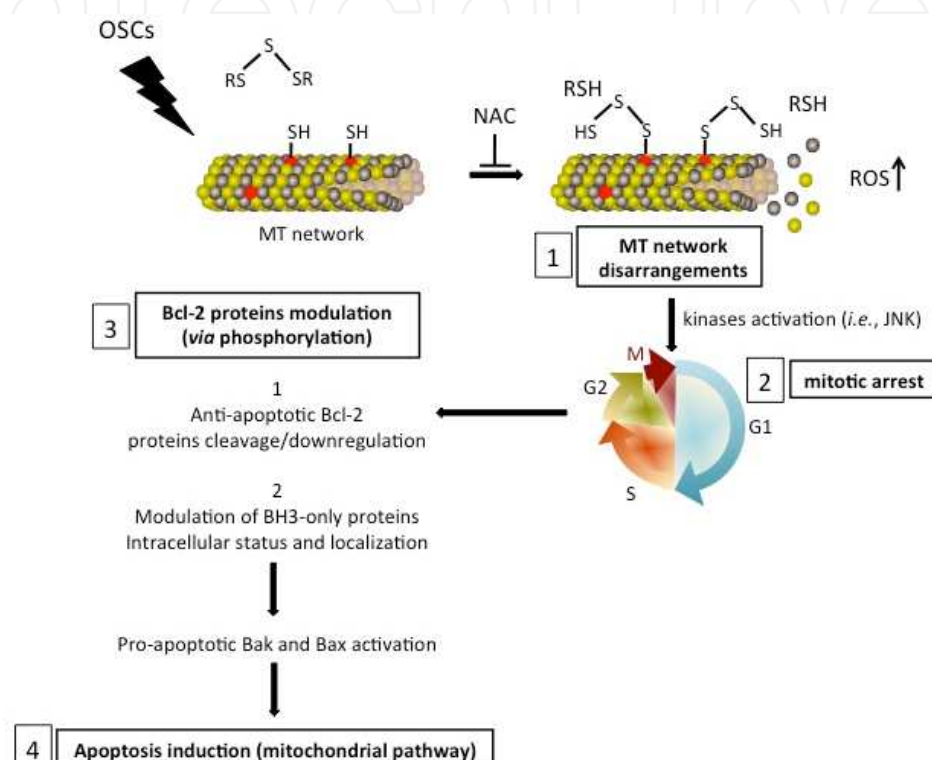 OSCs
S
RS
SR
SH
SH
MT network
NAC
RSH
S
HS
S
S
S
SH
RSH
ROS
1
MT network
disarrangements
kinases activation (i.e., JNK)
2
mitotic arrest
M
G2
G1
S
3
Bcl-2 proteins modulation
(via phosphorylation)
1
Anti-apoptotic Bcl-2
proteins cleavage/downregulation
2
Modulation of BH3-only proteins
Intracellular status and localization
Pro-apoptotic Bak and Bax activation
4
Apoptosis induction (mitochondrial pathway)